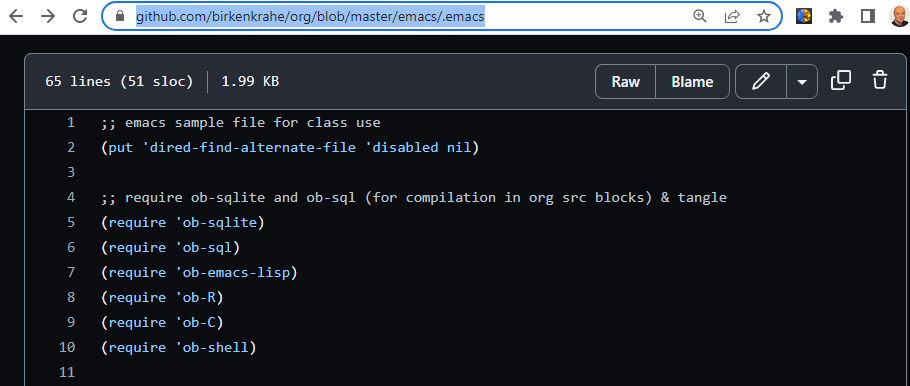 github.com/birkenkrahe/org/blob/master/emacs/.emacs
65 lines (51 sloc) 1.99 KB Raw Blame
1 ;; emacs sample file for class use
2 (put 'dired-find-alternate-file 'disabled nil)
3
4 ;; require ob-sqlite and ob-sql (for compilation in org src blocks) & tangle
5 (require 'ob-sqlite)
6 (require 'ob-sql)
7 (require 'ob-emacs-lisp)
8 (require 'ob-R)
9 (require 'ob-C)
10 (require 'ob-shell)
11